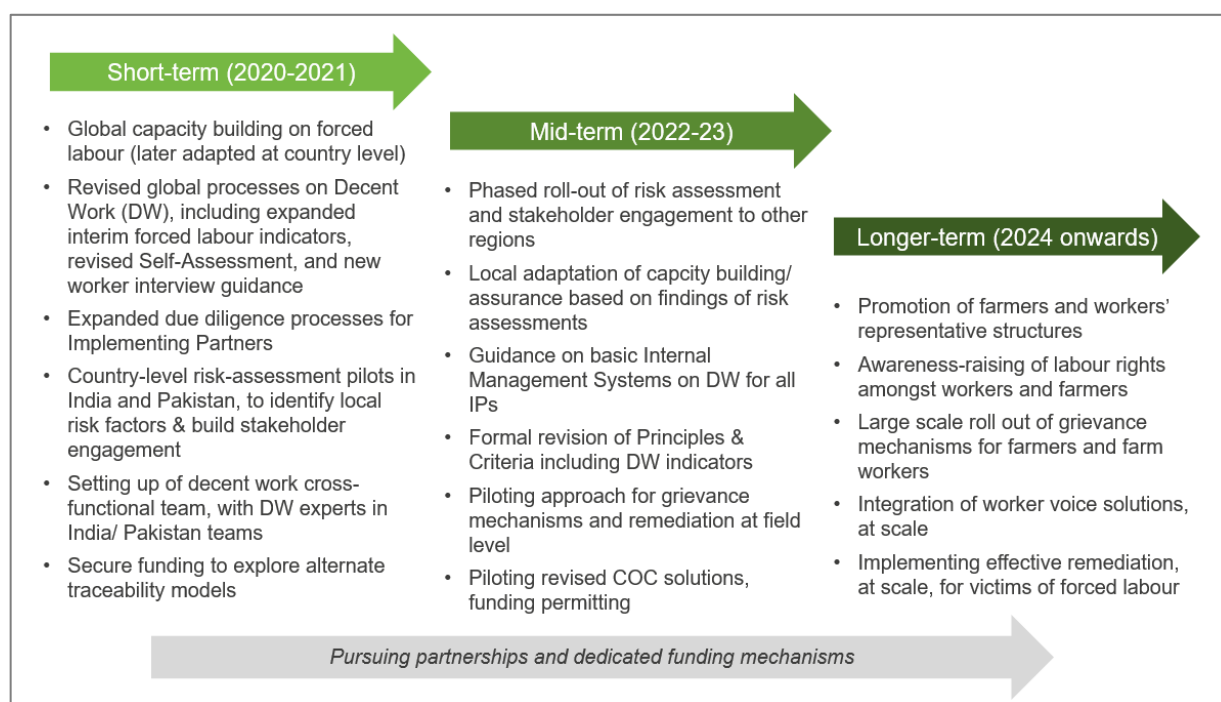 Short-term (2020-2021)
• Global capacity building on forced
labour (later adapted at country level)
• Revised global processes on Decent
Work (DW), including expanded
interim forced labour indicators,
revised Self-Assessment, and new
worker interview guidance
• Expanded due diligence processes for
Implementing Partners
• Country-level risk-assessment pilots in
India and Pakistan, to identify local
risk factors & build stakeholder
engagement
• Setting up of decent work cross-
functional team, with DW experts in
India/ Pakistan teams
• Secure funding to explore alternate
traceability models
Mid-term (2022-23)
• Phased roll-out of risk assessment
and stakeholder engagement to other
regions
• Local adaptation of capcity building/
assurance based on findings of risk
assessments
• Guidance on basic Internal
Management Systems on DW for all
IPs
• Formal revision of Principles &
Criteria including DW indicators
• Piloting approach for grievance
mechanisms and remediation at field
level
• Piloting revised COC solutions,
funding permitting
Longer-term (2024 onwards)
• Promotion of farmers and workers’
representative structures
• Awareness-raising of labour rights
amongst workers and farmers
• Large scale roll out of grievance
mechanisms for farmers and farm
workers
• Integration of worker voice solutions,
at scale
• Implementing effective remediation,
at scale, for victims of forced labour
Pursuing partnerships and dedicated funding mechanisms